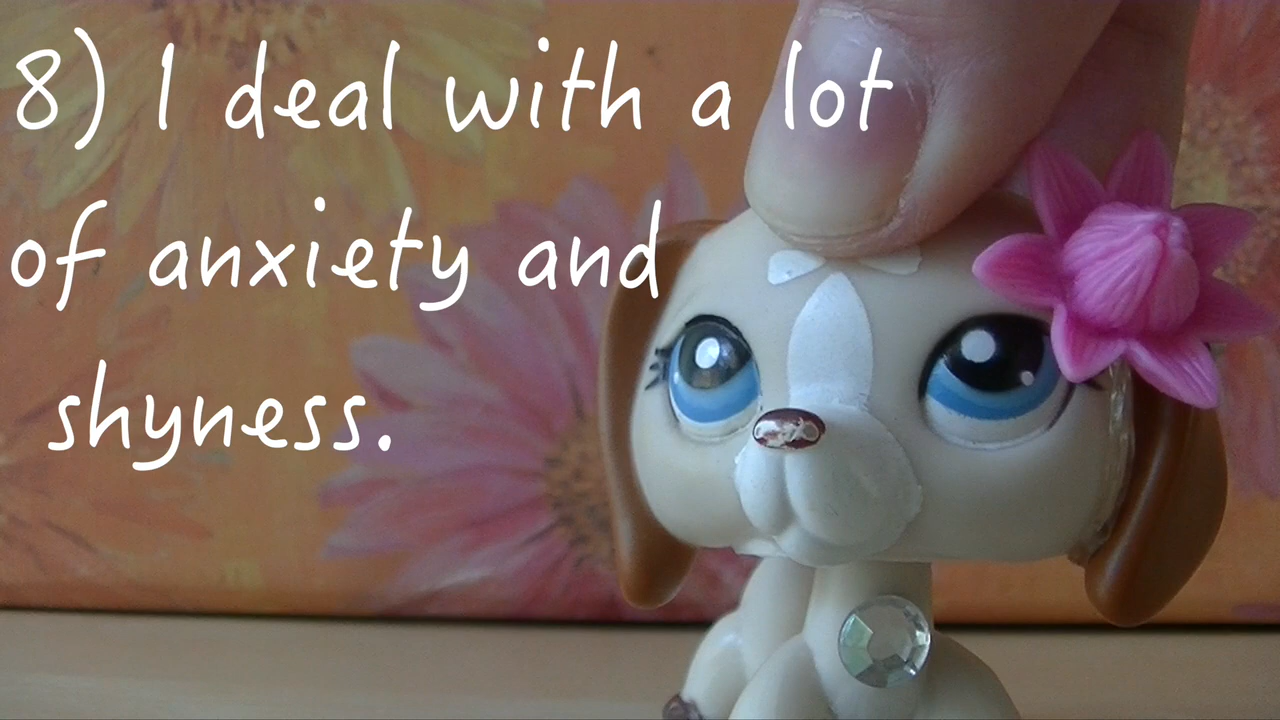 8) I deal with a lot
of anxiety and
shyness.